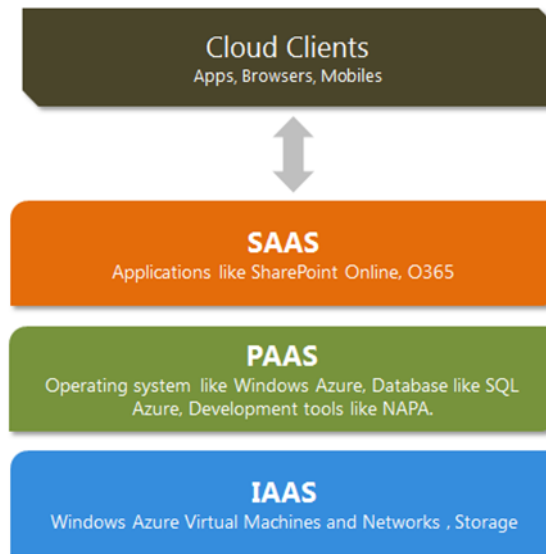 Cloud Clients
Apps, Browsers, Mobiles
SAAS
Applications like SharePoint Online, O365
PAAS
Operating system like Windows Azure, Database like SQL
Azure, Development tools like NAPA.
IAAS
Windows Azure Virtual Machines and Networks , Storage